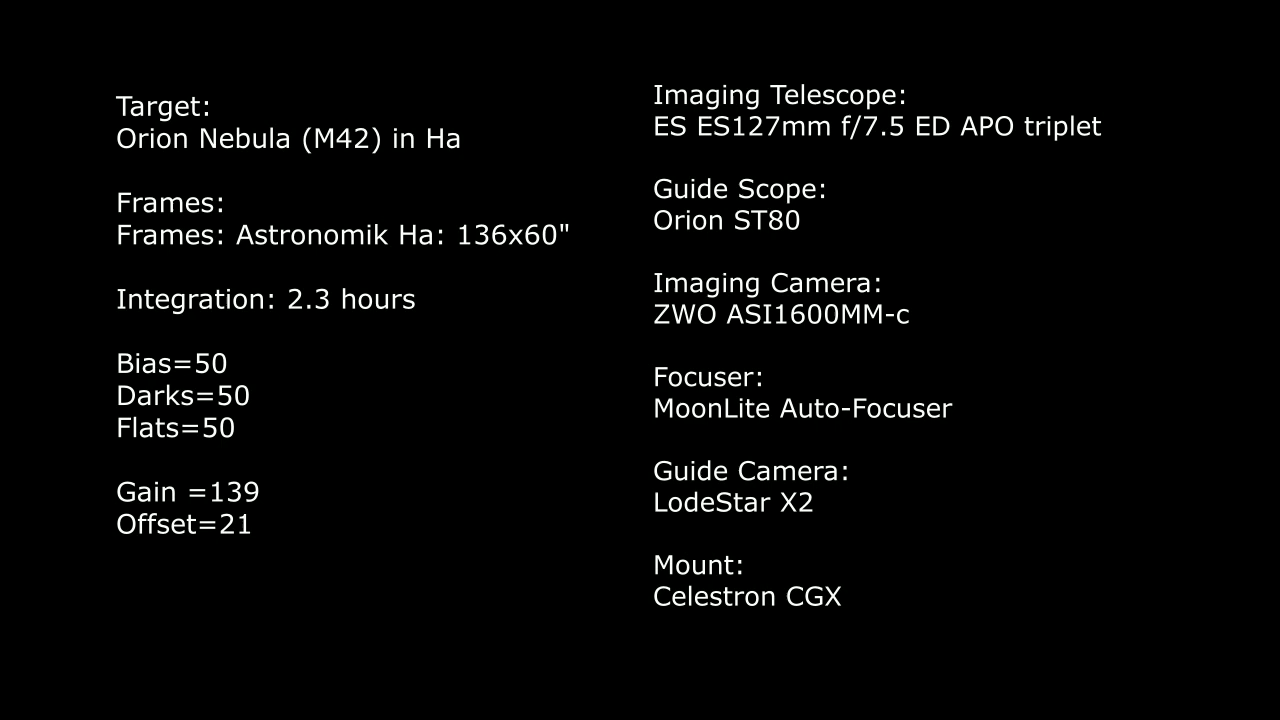 Target:
Orion Nebula (M42) in Ha
Frames:
Frames: Astronomik Ha: 136x60"
Integration: 2.3 hours
Bias=50
Darks=50
Flats=50
Gain =139
Offset=21
Imaging Telescope:
ES ES127mm f/7.5 ED APO triplet
Guide Scope:
Orion ST80
Imaging Camera:
ZWO ASI1600MM-c
Focuser:
MoonLite Auto-Focuser
Guide Camera:
LodeStar X2
Mount:
Celestron CGX